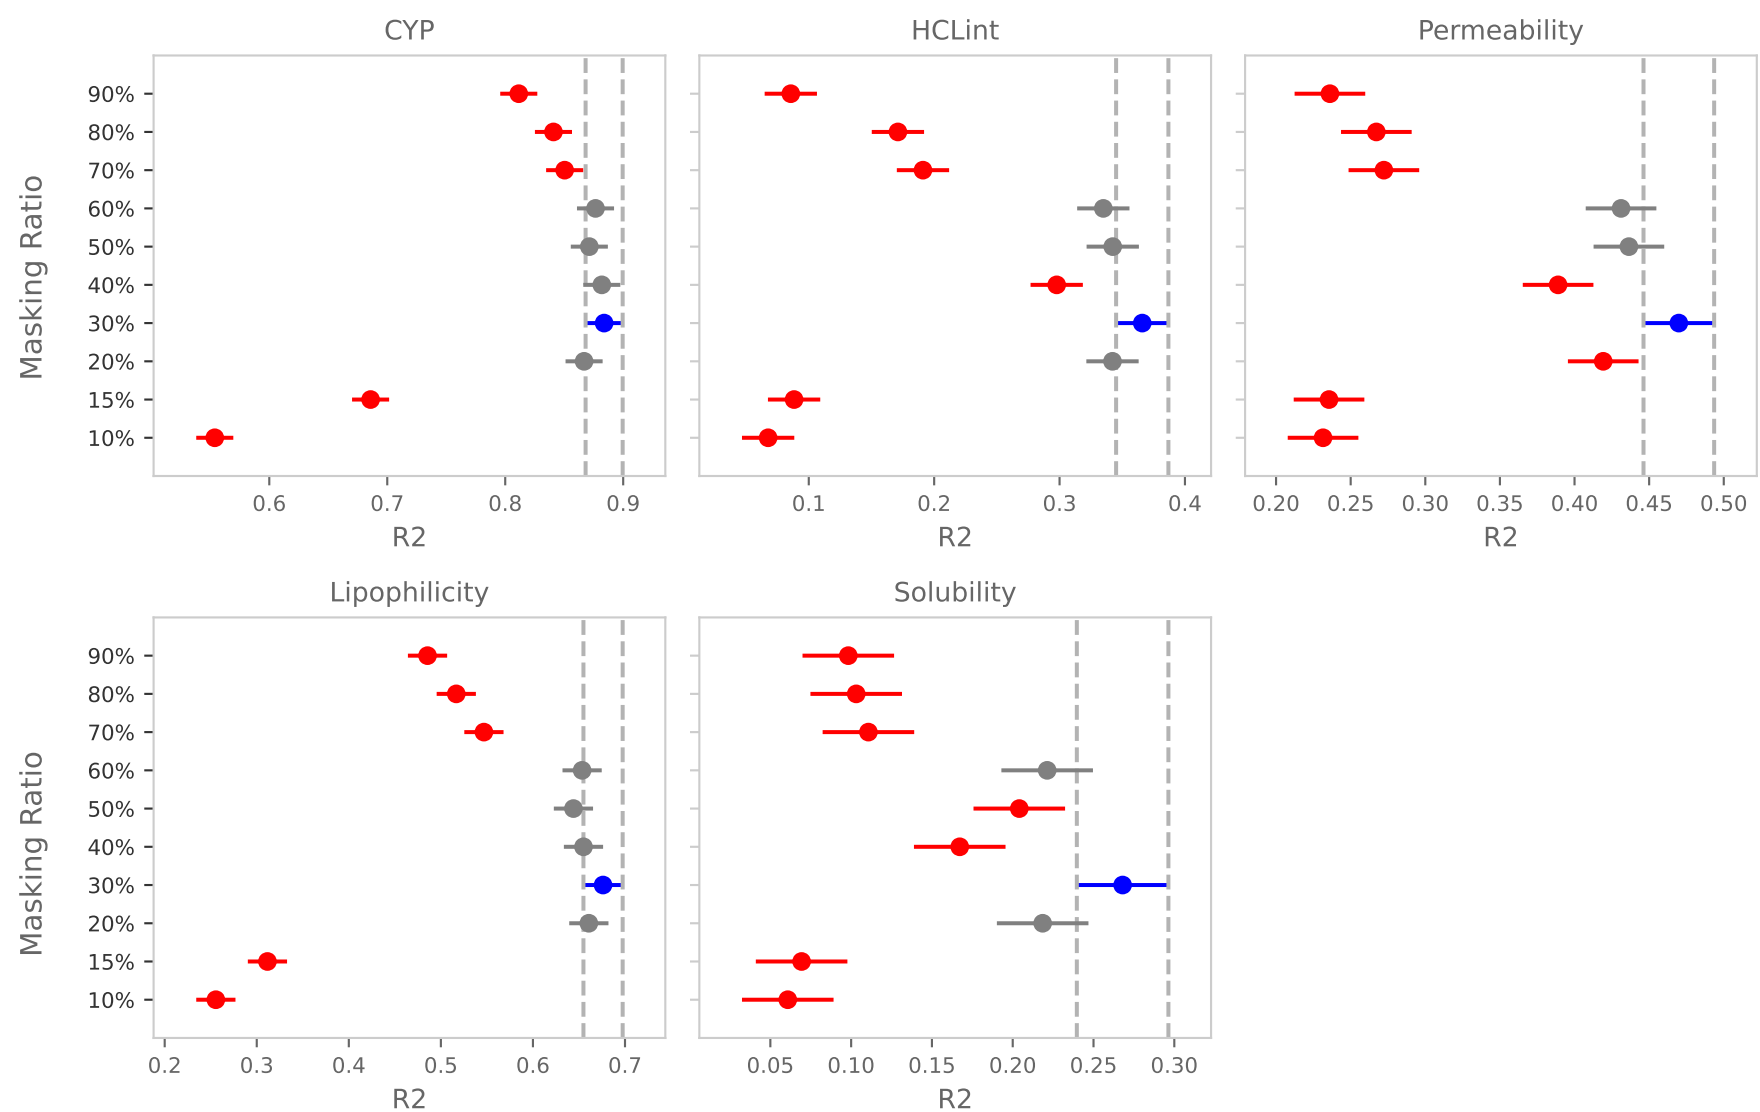 CYP
HCLint
Permeability
Masking Ratio
90%
80%
70%
60%
50%
40%
30%
20%
15%
10%
0.6 0.7 0.8 0.9
0.1 0.2 0.3 0.4
0.20 0.25 0.30 0.35 0.40 0.45 0.50
R2
R2
R2
Lipophilicity
Solubility
Masking Ratio
90%
80%
70%
60%
50%
40%
30%
20%
15%
10%
0.2 0.3 0.4 0.5 0.6 0.7
0.05 0.10 0.15 0.20 0.25 0.30
R2
R2